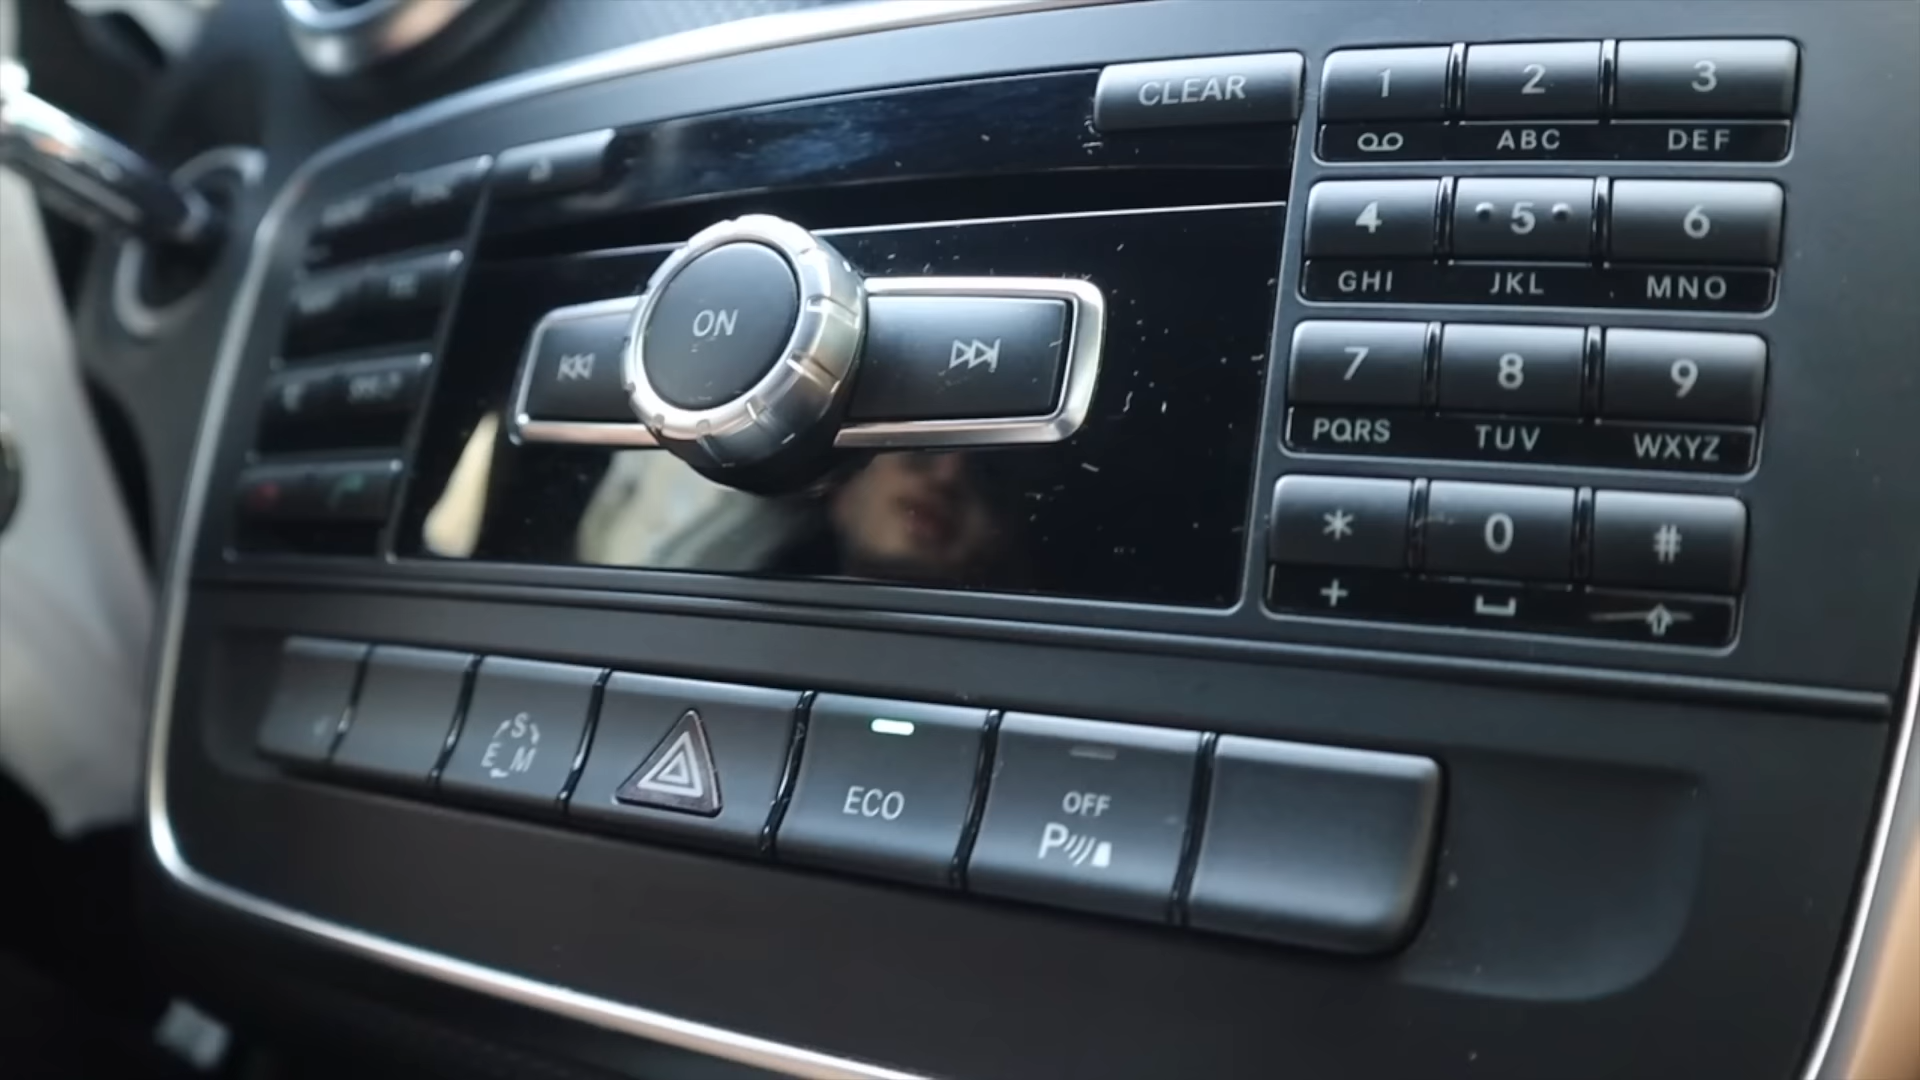 CLEAR
1 2 3
ABC DEF
4 5 6
GHI JKL MNO
ON
7 8 9
PQRS TUV WXYZ
* 0 #
+
S
E M
ECO
OFF
P